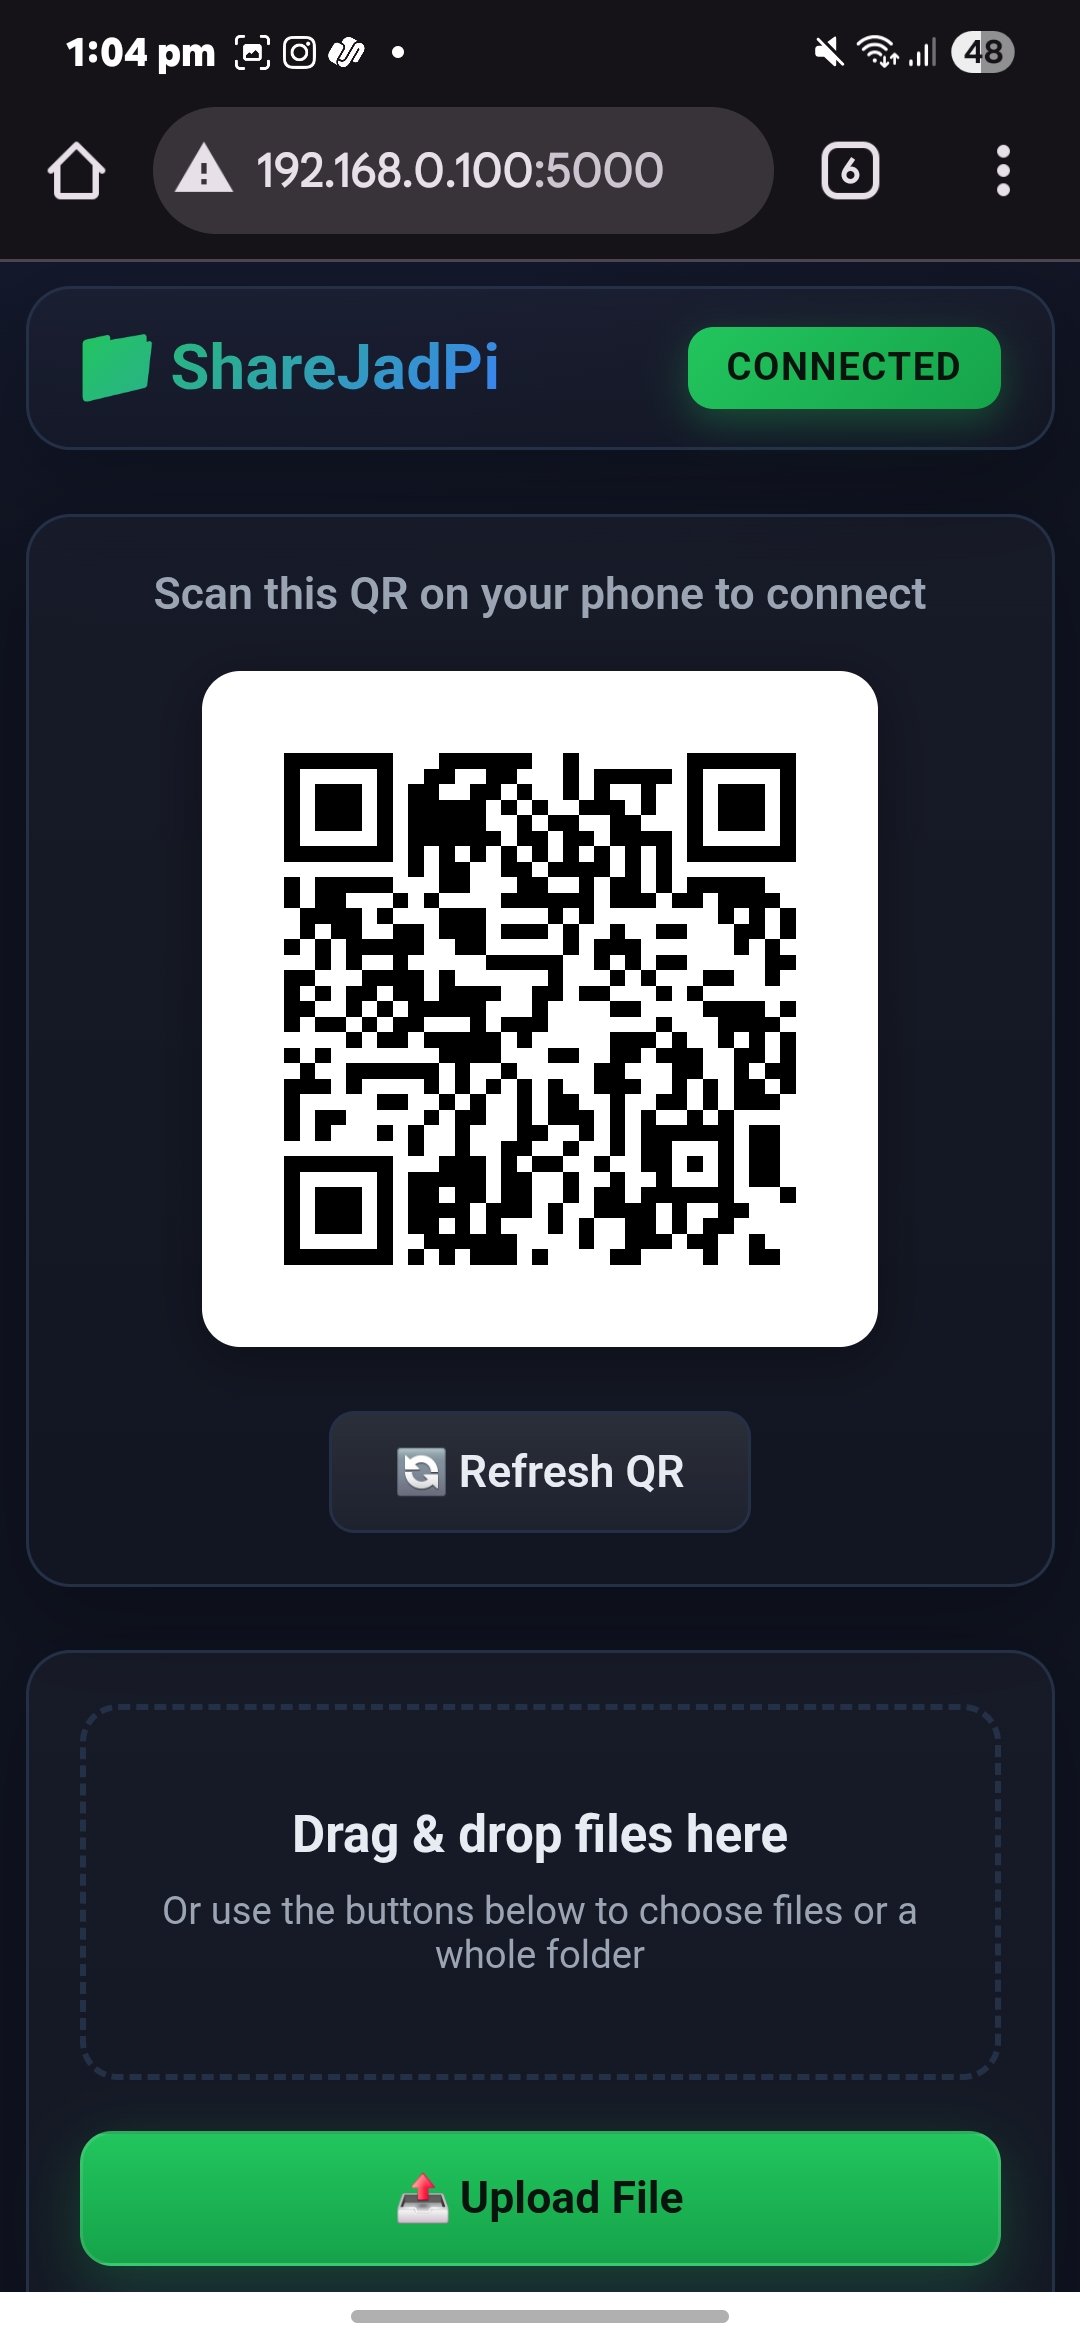 1:04 pm
48
192.168.0.100:5000
6
ShareJadPi
CONNECTED
Scan this QR on your phone to connect
Refresh QR
Drag & drop files here
Or use the buttons below to choose files or a
whole folder
Upload File